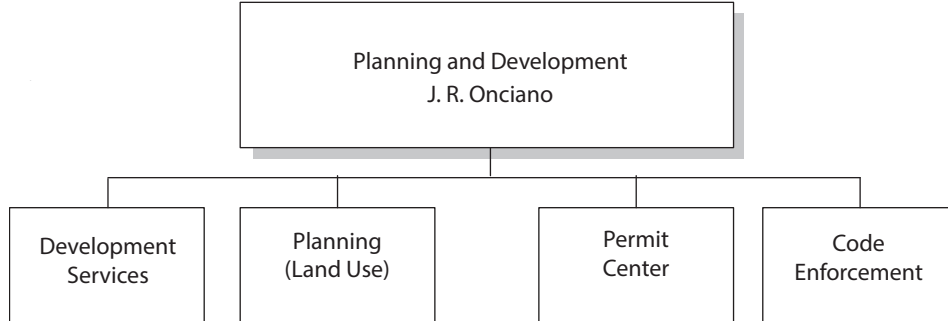 Planning and Development
J. R. Onciano
Development
Services
Planning
(Land Use)
Permit
Center
Code
Enforcement